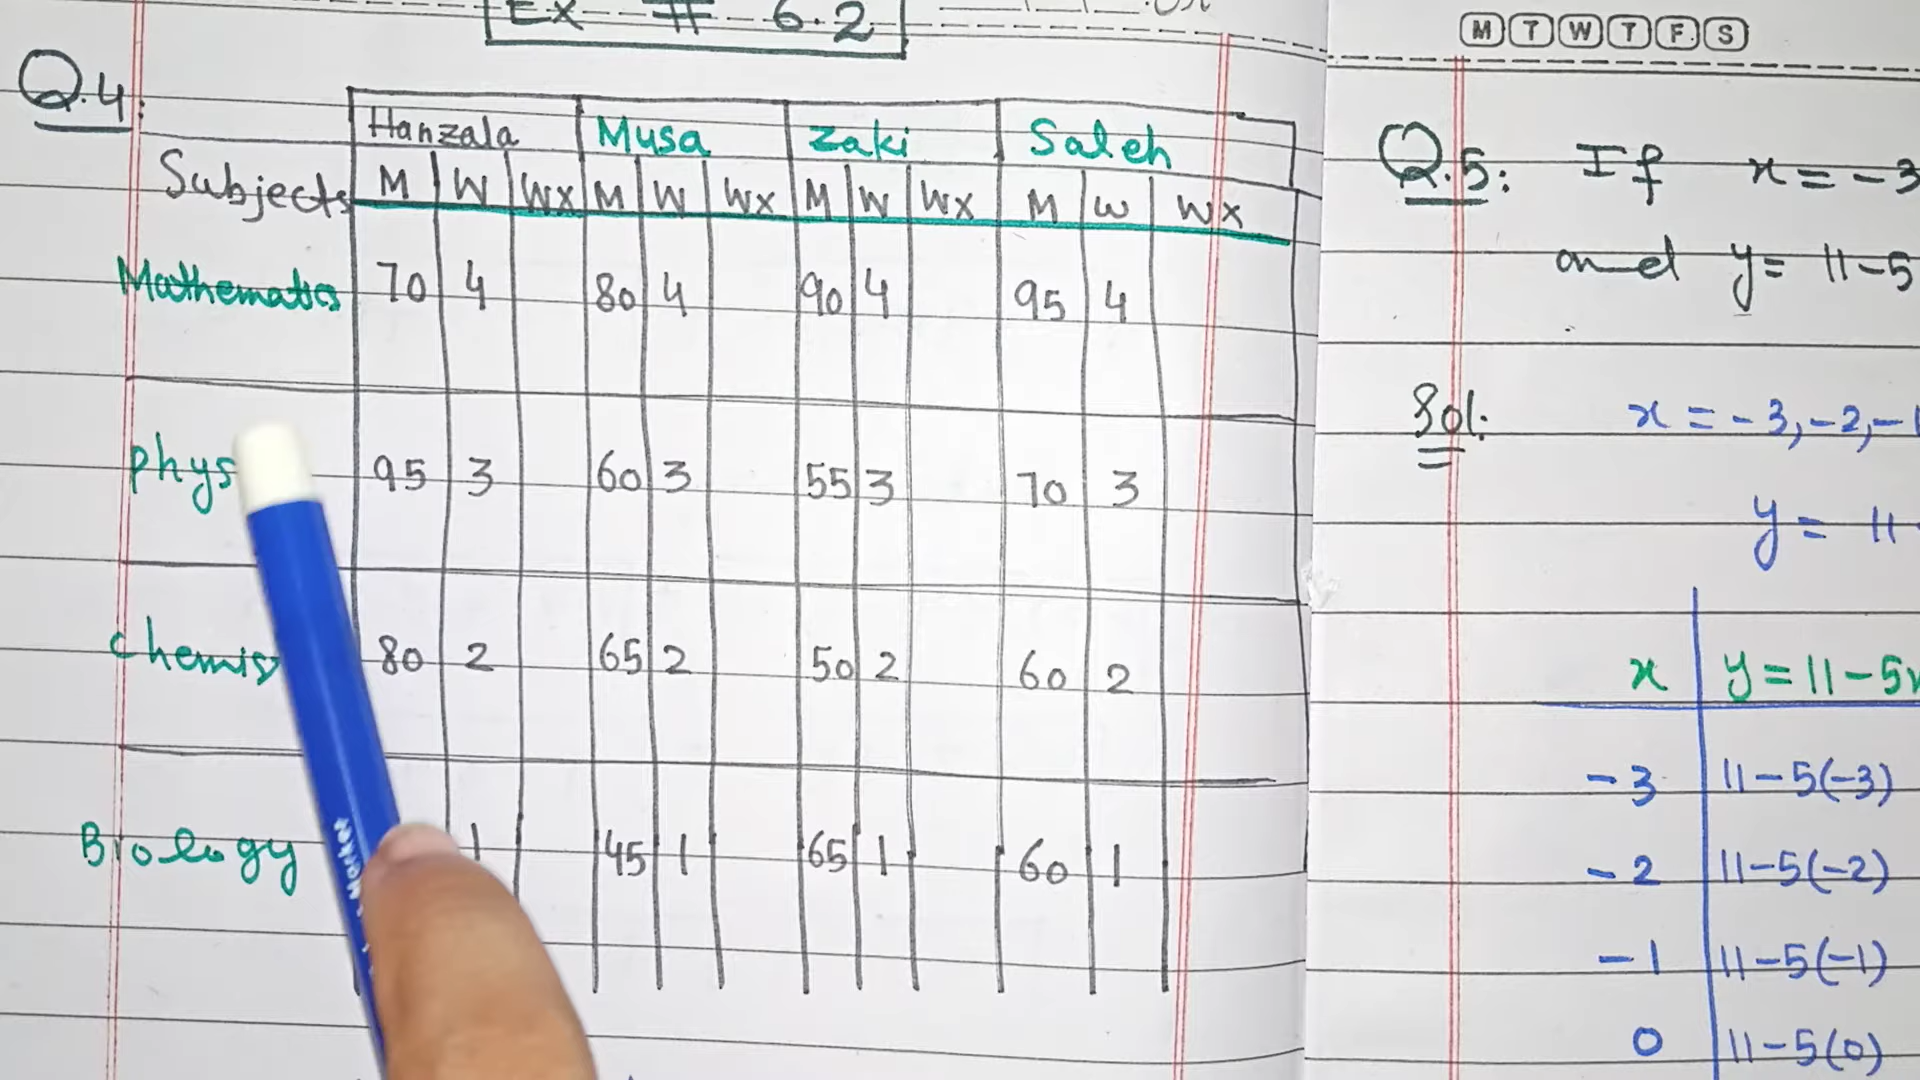 Ex # 6.2
Q.4:
Hanzala Musa Zaki Saleh
Subjects M W WX M W WX M W WX M W WX
Mathematics 70 4 80 4 90 4 95 4
phys 95 3 60 3 55 3 70 3
chemis 80 2 65 2 50 2 60 2
Biology 1 45 1 65 1 60 1
M T W T F S
Q.5: If x = -3
and y = 11-5
Sol: x = -3, -2, -1
y = 11
x y = 11-5x
-3 11-5(-3)
-2 11-5(-2)
-1 11-5(-1)
0 11-5(0)
Marker